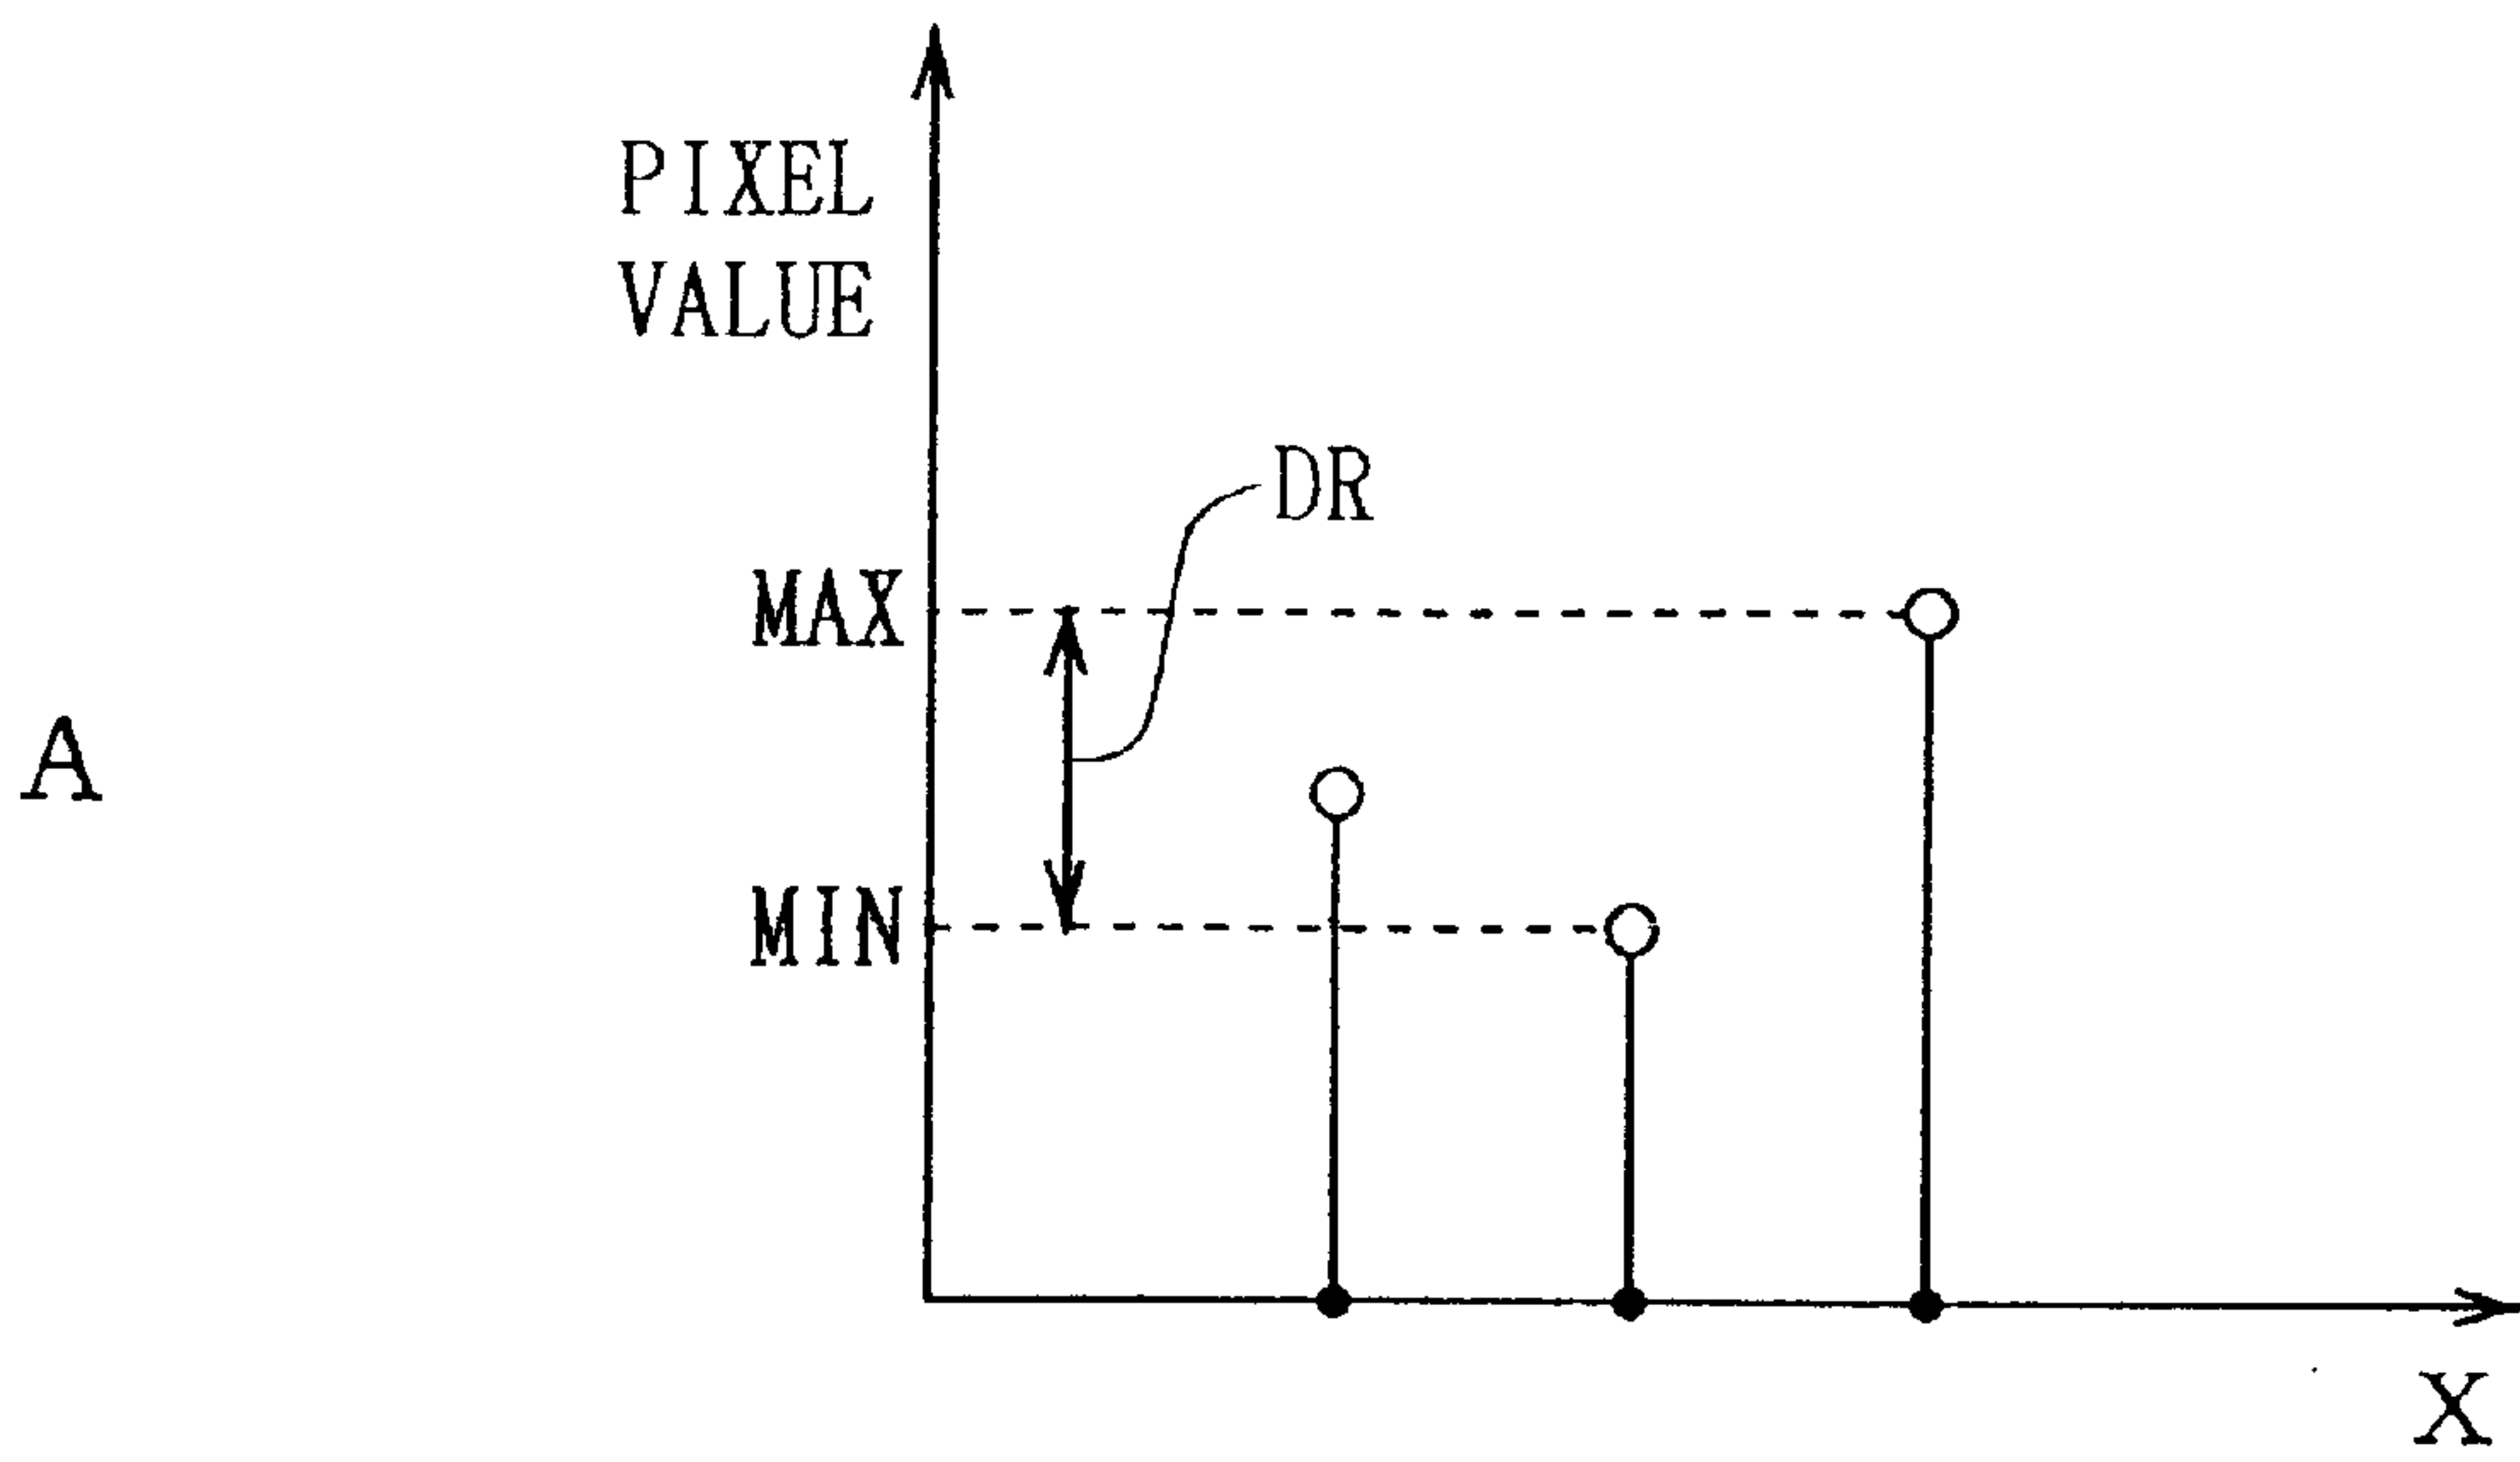 PIXEL
VALUE
DR
MAX
A
MIN
X